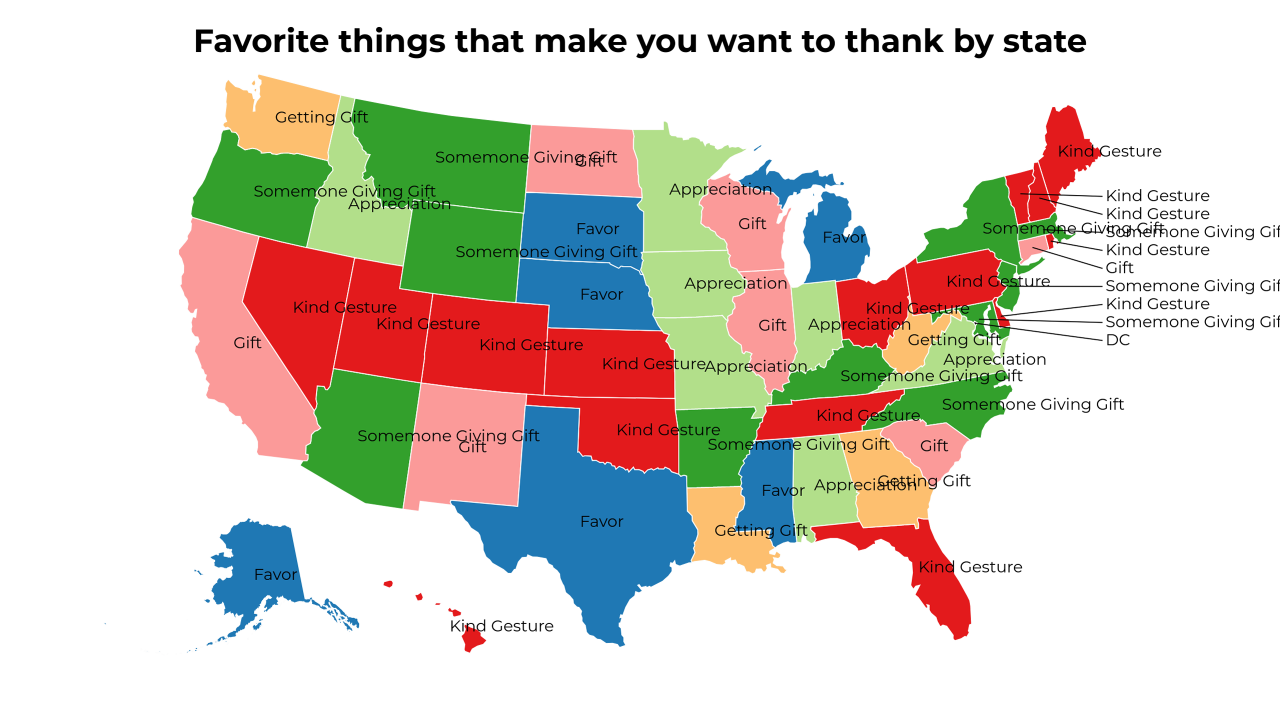 Favorite things that make you want to thank by state
Getting Gift
Kind Gesture
Somemone Giving Gift
Gift
Appreciation
Somemone Giving Gift
Kind Gesture
Appreciation
Kind Gesture
Gift
Favor
Somemone Giving Gift
Somemone Giving Gif
Favor
Kind Gesture
Somemone Giving Gift
Gift
Appreciation
Kind Gesture
Somemone Giving Gif
Favor
Kind Gesture
Kind Gesture
Kind Gesture
Kind Gesture
Somemone Giving Gif
Kind Gesture
Gift
Appreciation
Getting Gift
DC
Gift
Kind Gesture
Appreciation
Kind Gesture
Appreciation
Somemone Giving Gift
Somemone Giving Gift
Kind Gesture
Kind Gesture
Somemone Giving Gift
Gift
Somemone Giving Gift
Gift
Getting Gift
Appreciation
Favor
Favor
Getting Gift
Kind Gesture
Favor
Kind Gesture